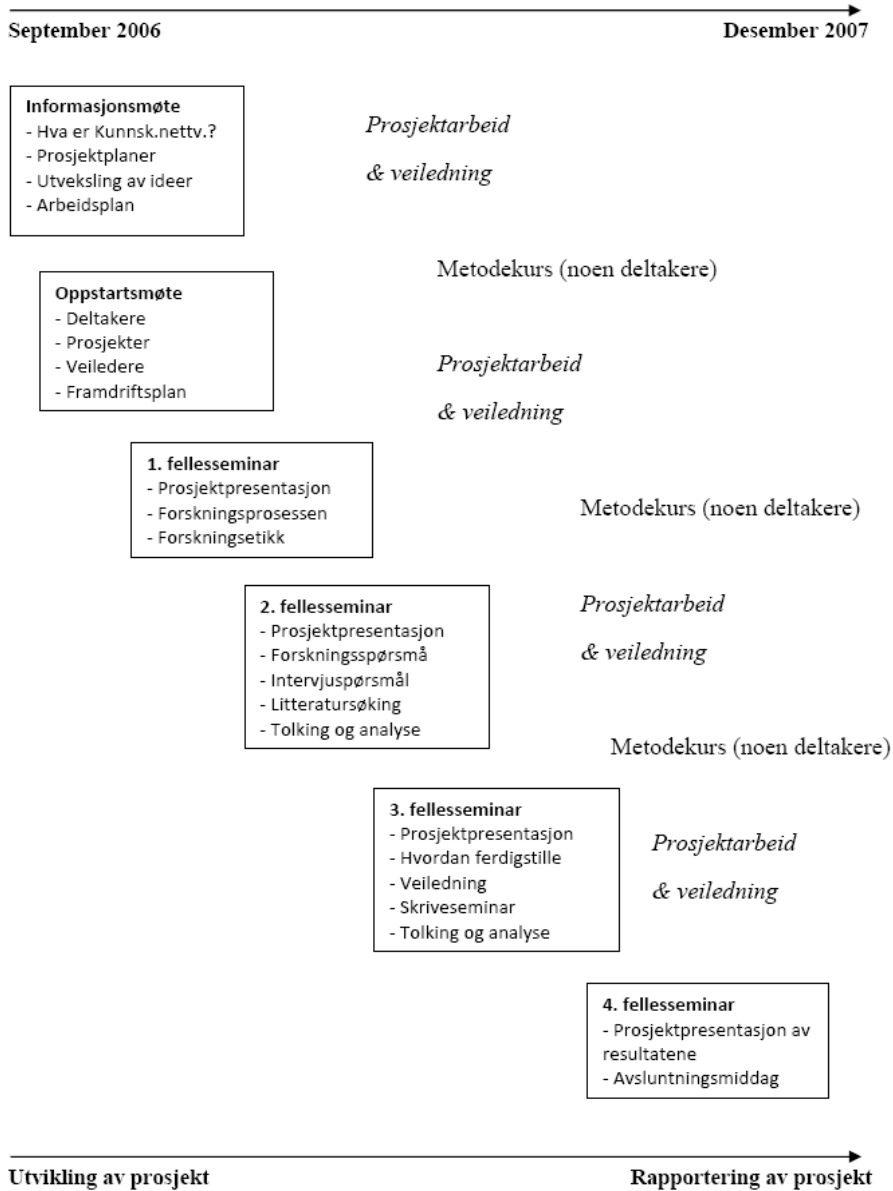 September 2006
Desember 2007
Informasjonsmøte
- Hva er Kunnsk.nettv.?
- Prosjektplaner
- Utveksling av ideer
- Arbeidsplan
Prosjektarbeid
& veiledning
Metodekurs (noen deltakere)
Oppstartsmøte
- Deltakere
- Prosjekter
- Veiledere
- Framdriftsplan
Prosjektarbeid
& veiledning
1. fellesseminar
- Prosjektpresentasjon
- Forskningsprosessen
- Forskningsetikk
Metodekurs (noen deltakere)
2. fellesseminar
- Prosjektpresentasjon
- Forskningsspørsmå
- Intervjuspørsmål
- Litteratursøking
- Tolking og analyse
Prosjektarbeid
& veiledning
Metodekurs (noen deltakere)
3. fellesseminar
- Prosjektpresentasjon
- Hvordan ferdigstille
- Veiledning
- Skriveseminar
- Tolking og analyse
Prosjektarbeid
& veiledning
4. fellesseminar
- Prosjektpresentasjon av
resultatene
- Avsluntningsmiddag
Utvikling av prosjekt
Rapportering av prosjekt